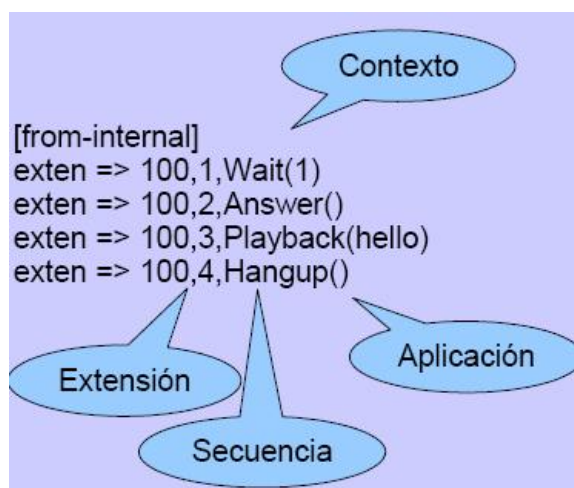 Contexto
[from-internal]
exten => 100,1,Wait(1)
exten => 100,2,Answer()
exten => 100,3,Playback(hello)
exten => 100,4,Hangup()
Extensión
Aplicación
Secuencia